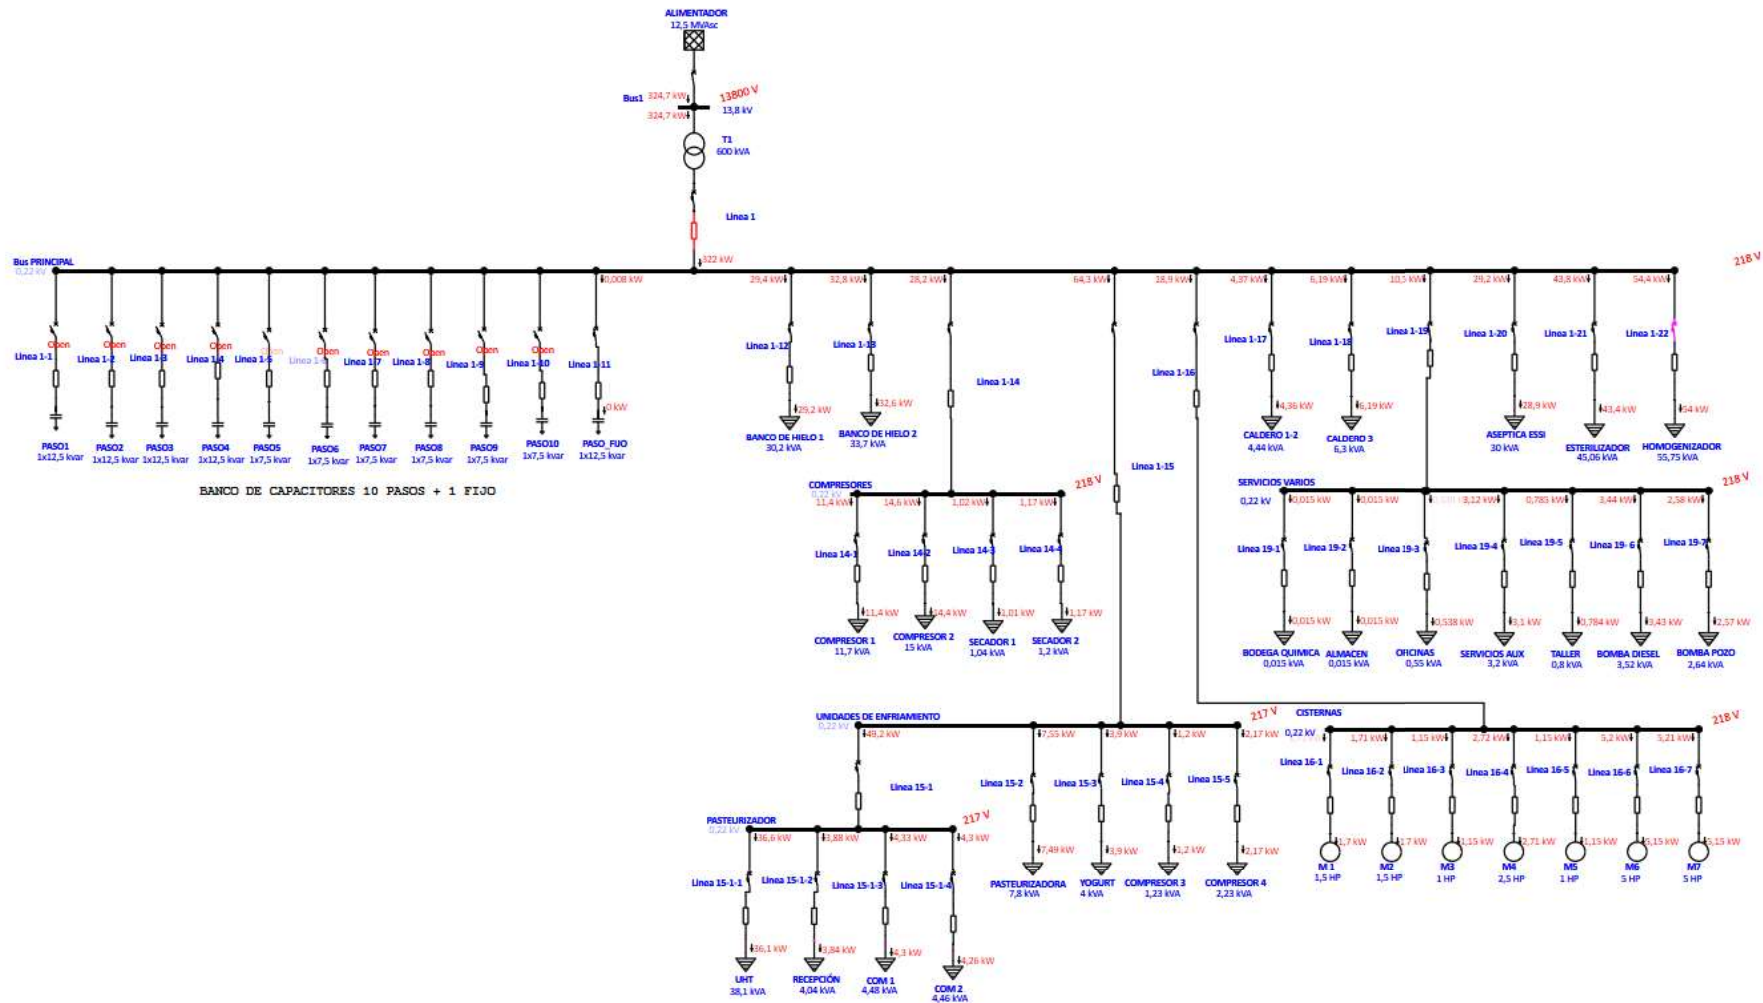 ALIMENTADOR
12,5 MVAsc
324,7 kW
13800 V
Bus1
13,8 kV
324,7 kW
T1
600 kVA
Linea 1
322 kW
Bus PRINCIPAL
0,22 kV
218 V
0,008 kW
29,4 kW
32,8 kW
28,2 kW
64,3 kW
18,9 kW
4,37 kW
6,19 kW
10,5 kW
29,2 kW
43,8 kW
54,4 kW
Open
Open
Open
Open
Open
Open
Open
Open
Open
Open
Linea 1-1
Linea 1-2
Linea 1-3
Linea 1-4
Linea 1-5
Linea 1-6
Linea 1-7
Linea 1-8
Linea 1-9
Linea 1-10
Linea 1-11
Linea 1-12
Linea 1-13
Linea 1-14
Linea 1-15
Linea 1-16
Linea 1-17
Linea 1-18
Linea 1-19
Linea 1-20
Linea 1-21
Linea 1-22
0 kW
29,2 kW
32,6 kW
4,36 kW
6,19 kW
28,9 kW
43,4 kW
54 kW
PASO1
1x12,5 kvar
PASO2
1x12,5 kvar
PASO3
1x12,5 kvar
PASO4
1x12,5 kvar
PASO5
1x7,5 kvar
PASO6
1x7,5 kvar
PASO7
1x7,5 kvar
PASO8
1x7,5 kvar
PASO9
1x7,5 kvar
PASO10
1x7,5 kvar
PASO_FIJO
1x12,5 kvar
BANCO DE HIELO 1
30,2 kVA
BANCO DE HIELO 2
33,7 kVA
CALDERO 1-2
4,44 kVA
CALDERO 3
6,3 kVA
ASEPTICA ESSI
30 kVA
ESTERILIZADOR
45,06 kVA
HOMOGENIZADOR
55,75 kVA
BANCO DE CAPACITORES 10 PASOS + 1 FIJO
COMPRESORES
0,22 kV
218 V
11,4 kW
14,6 kW
1,02 kW
1,17 kW
Linea 14-1
Linea 14-2
Linea 14-3
Linea 14-4
11,4 kW
14,4 kW
1,01 kW
1,17 kW
COMPRESOR 1
11,7 kVA
COMPRESOR 2
15 kVA
SECADOR 1
1,04 kVA
SECADOR 2
1,2 kVA
SERVICIOS VARIOS
0,22 kV
218 V
0,015 kW
0,015 kW
3,12 kW
0,785 kW
3,44 kW
2,58 kW
Linea 19-1
Linea 19-2
Linea 19-3
Linea 19-4
Linea 19-5
Linea 19- 6
Linea 19-7
0,015 kW
0,015 kW
0,538 kW
3,1 kW
0,784 kW
3,43 kW
2,57 kW
BODEGA QUIMICA
0,015 kVA
ALMACEN
0,015 kVA
OFICINAS
0,55 kVA
SERVICIOS AUX
3,2 kVA
TALLER
0,8 kVA
BOMBA DIESEL
3,52 kVA
BOMBA POZO
2,64 kVA
UNIDADES DE ENFRIAMIENTO
0,22 kV
217 V
49,2 kW
7,55 kW
3,9 kW
1,2 kW
2,17 kW
Linea 15-1
Linea 15-2
Linea 15-3
Linea 15-4
Linea 15-5
7,49 kW
3,9 kW
1,2 kW
2,17 kW
PASTEURIZADORA
7,8 kVA
YOGURT
4 kVA
COMPRESOR 3
1,23 kVA
COMPRESOR 4
2,23 kVA
CISTERNAS
0,22 kV
218 V
1,71 kW
1,15 kW
2,72 kW
1,15 kW
5,2 kW
5,21 kW
Linea 16-1
Linea 16-2
Linea 16-3
Linea 16-4
Linea 16-5
Linea 16-6
Linea 16-7
1,7 kW
1,7 kW
1,15 kW
2,71 kW
1,15 kW
5,15 kW
5,15 kW
M 1
1,5 HP
M2
1,5 HP
M3
1 HP
M4
2,5 HP
M5
1 HP
M6
5 HP
M7
5 HP
PASTEURIZADOR
0,22 kV
217 V
36,6 kW
3,88 kW
4,33 kW
4,3 kW
Linea 15-1-1
Linea 15-1-2
Linea 15-1-3
Linea 15-1-4
36,1 kW
3,84 kW
4,3 kW
4,26 kW
UHT
38,1 kVA
RECEPCIÓN
4,04 kVA
COM 1
4,48 kVA
COM 2
4,46 kVA